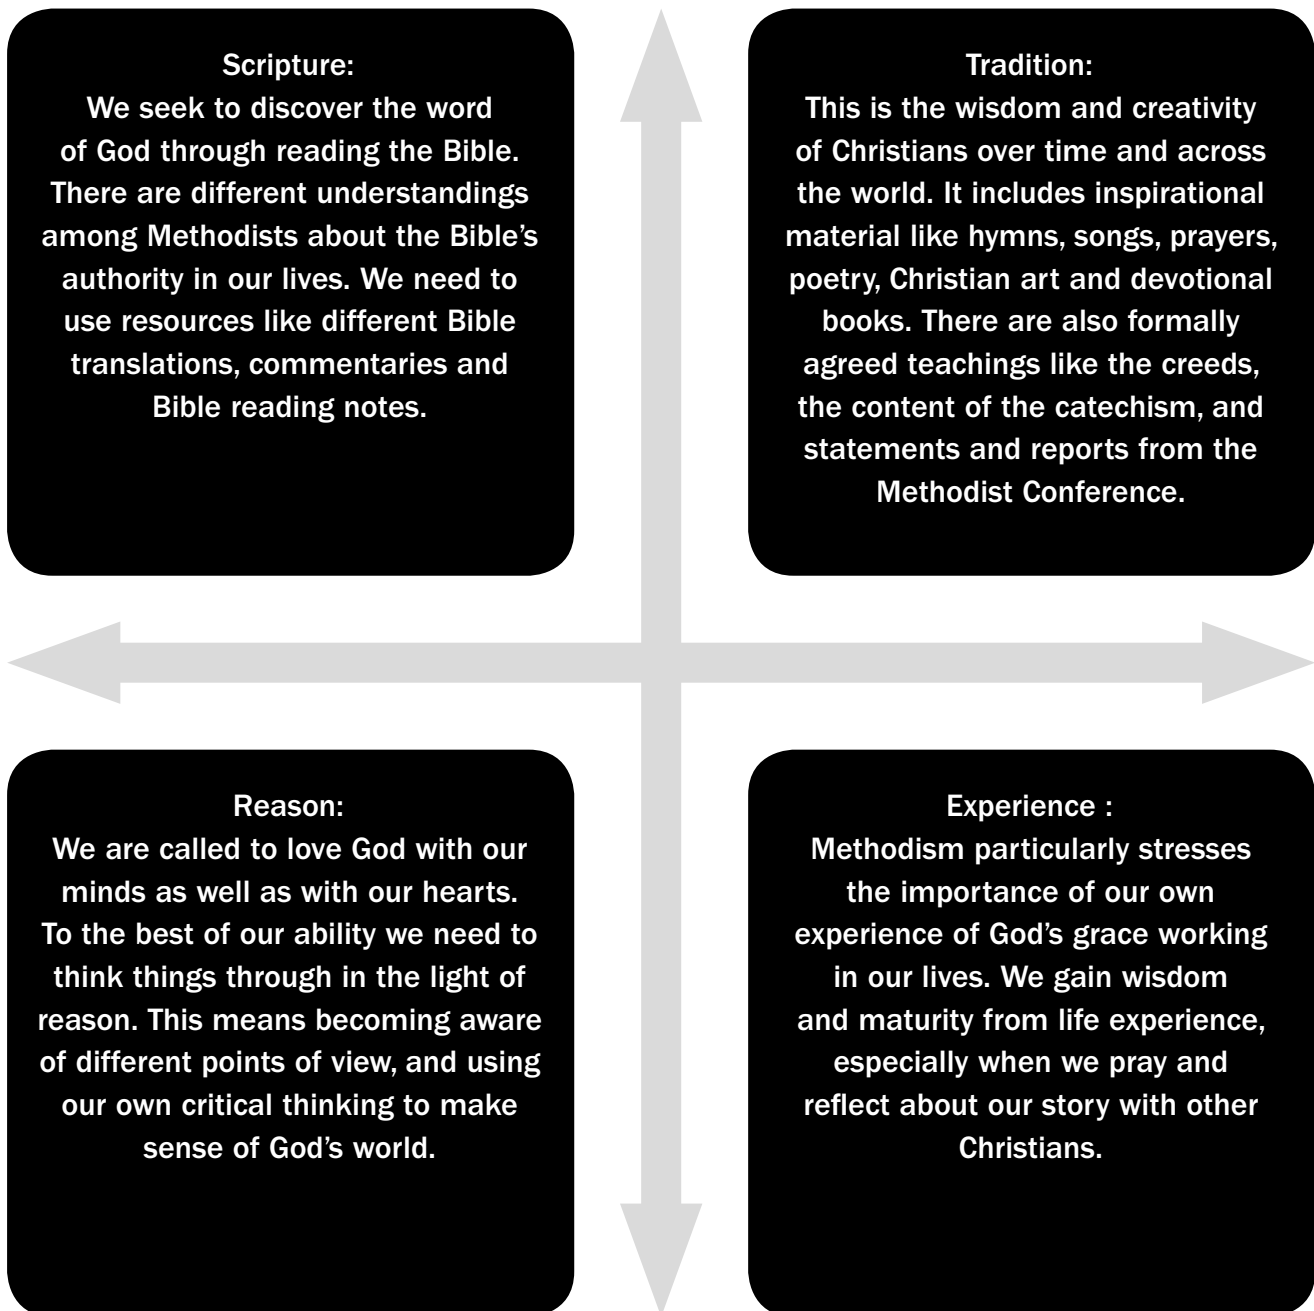 Scripture:
We seek to discover the word
of God through reading the Bible.
There are different understandings
among Methodists about the Bible’s
authority in our lives. We need to
use resources like different Bible
translations, commentaries and
Bible reading notes.
Tradition:
This is the wisdom and creativity
of Christians over time and across
the world. It includes inspirational
material like hymns, songs, prayers,
poetry, Christian art and devotional
books. There are also formally
agreed teachings like the creeds,
the content of the catechism, and
statements and reports from the
Methodist Conference.
Reason:
We are called to love God with our
minds as well as with our hearts.
To the best of our ability we need to
think things through in the light of
reason. This means becoming aware
of different points of view, and using
our own critical thinking to make
sense of God’s world.
Experience :
Methodism particularly stresses
the importance of our own
experience of God’s grace working
in our lives. We gain wisdom
and maturity from life experience,
especially when we pray and
reflect about our story with other
Christians.